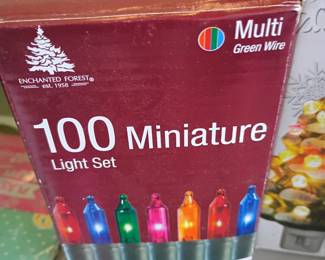 Multi
Green Wire
ENCHANTED FOREST®
est. 1958
100 Miniature
Light Set